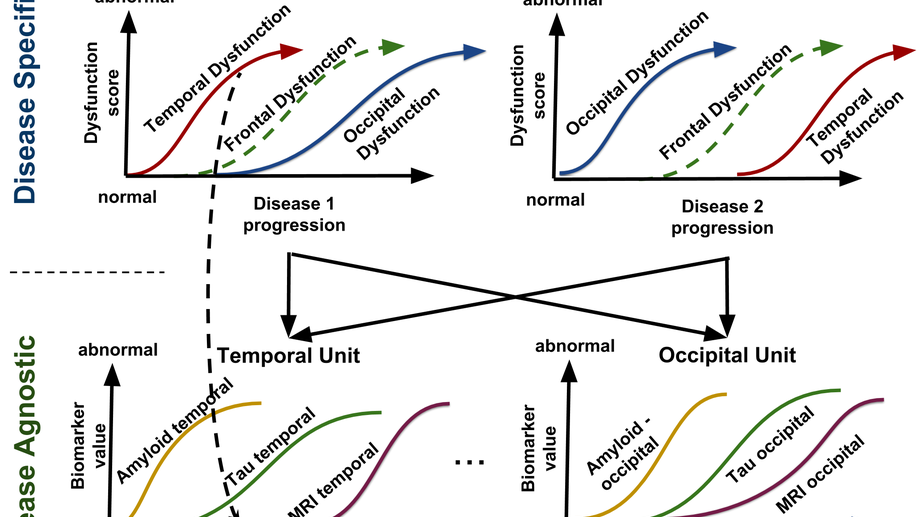 abnormal
abnormal
Disease Specifi
Dysfunction
score
Temporal Dysfunction
Frontal Dysfunction
Occipital
Dysfunction
normal
Disease 1
progression
Dysfunction
score
Occipital Dysfunction
Frontal Dysfunction
Temporal
Dysfunction
normal
Disease 2
progression
ease Agnostic
abnormal
Temporal Unit
Biomarker
value
Amyloid temporal
Tau temporal
MRI temporal
...
abnormal
Occipital Unit
Biomarker
value
Amyloid -
occipital
Tau occipital
MRI occipital